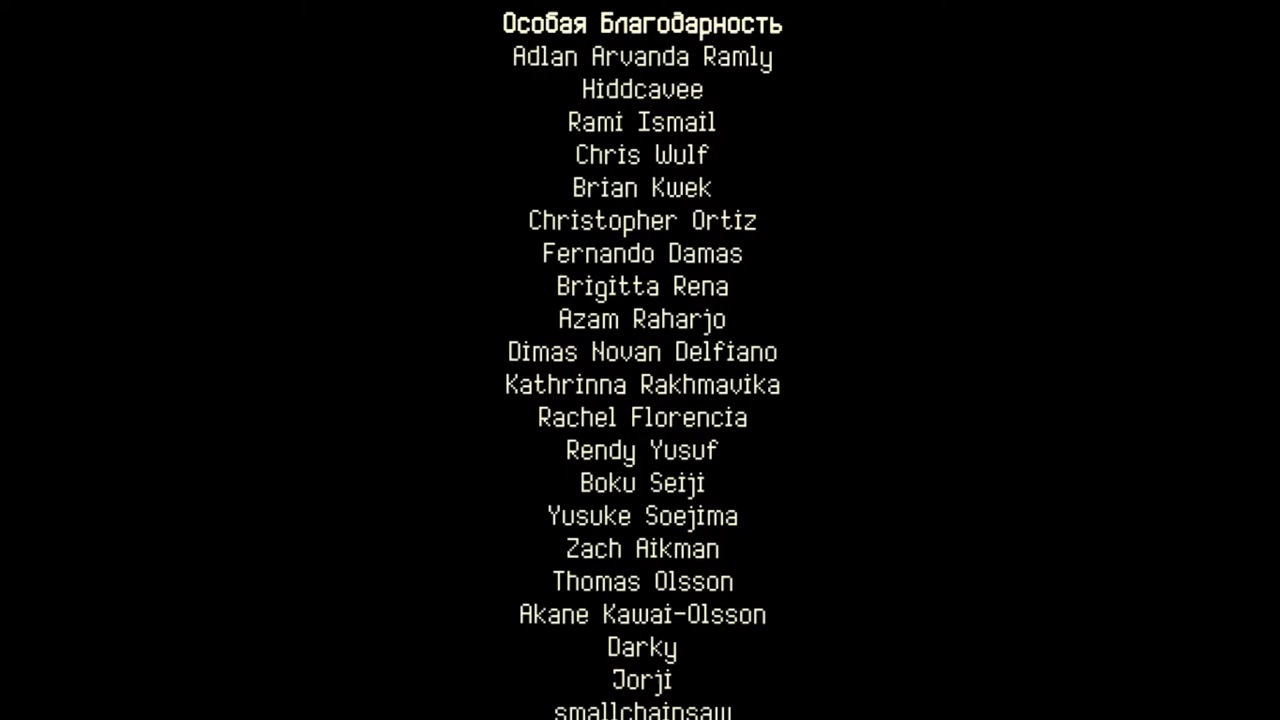 Особая Благодарность
Adlan Arvanda Ramly
Hiddcavee
Rami Ismail
Chris Wulf
Brian Kwek
Christopher Ortiz
Fernando Damas
Brigitta Rena
Azam Raharjo
Dimas Novan Delfiano
Kathrinna Rakhmavika
Rachel Florencia
Rendy Yusuf
Boku Seiji
Yusuke Soejima
Zach Aikman
Thomas Olsson
Akane Kawai-Olsson
Darky
Jorji
smallchainsaw